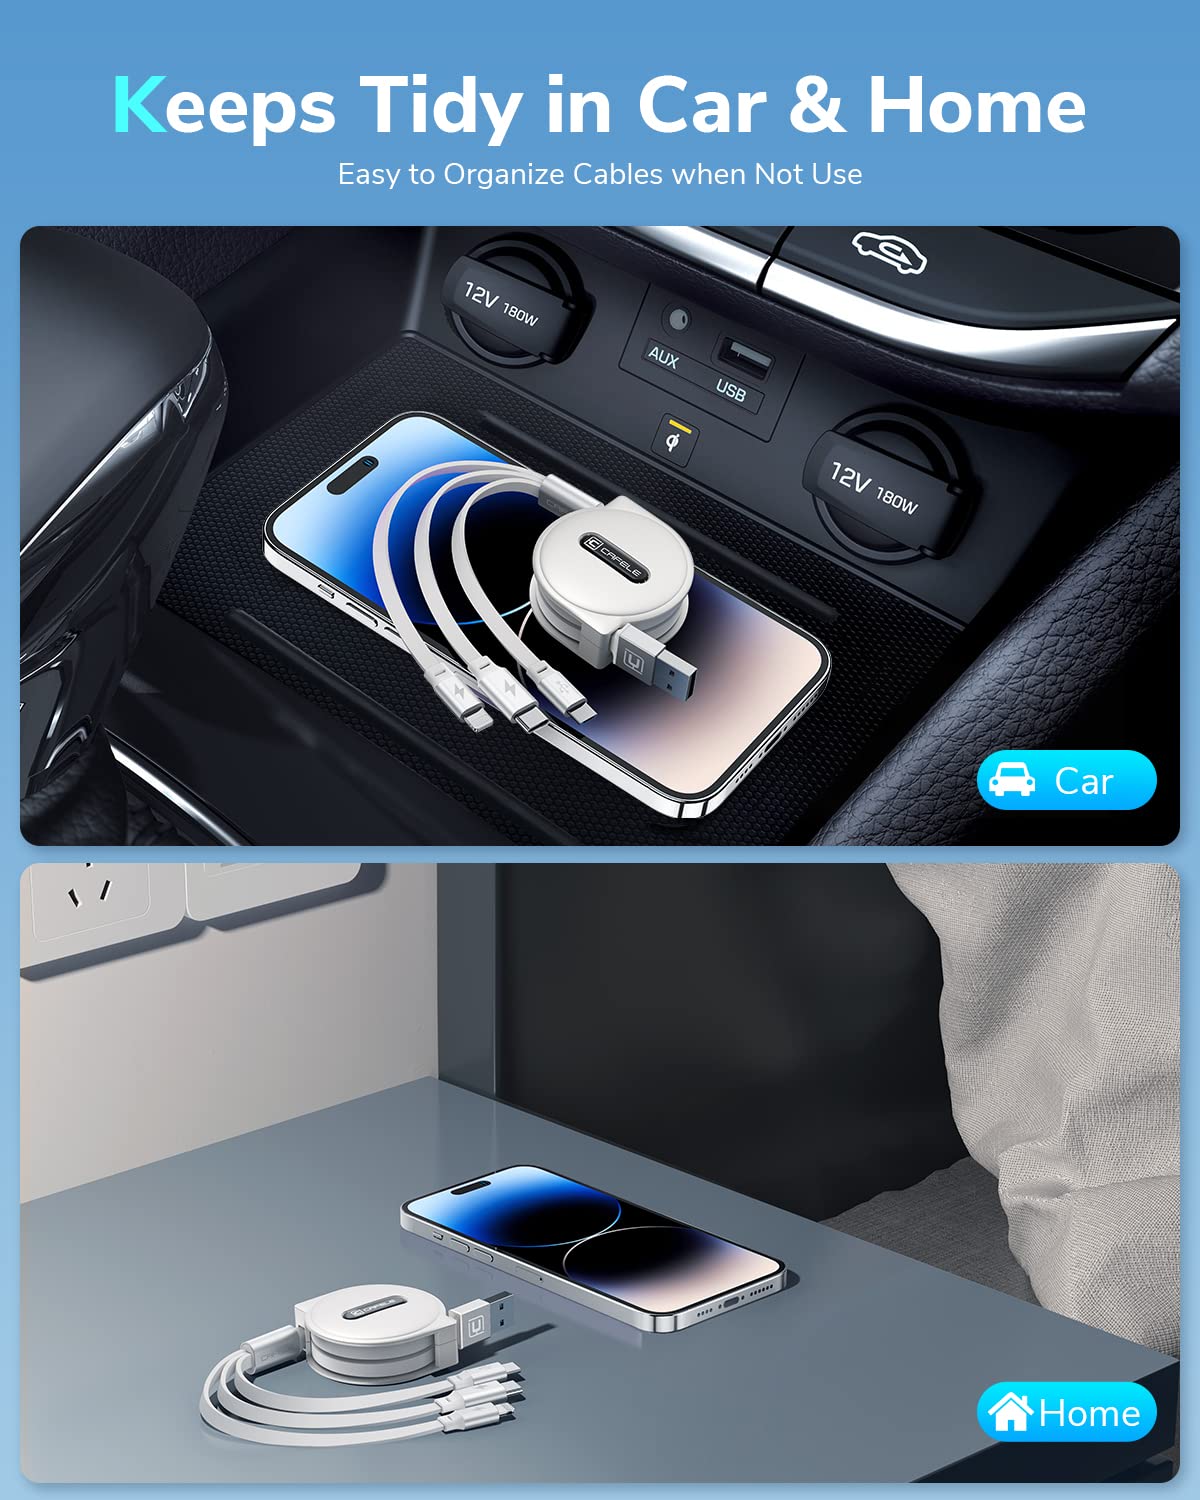 Keeps Tidy in Car & Home
Easy to Organize Cables when Not Use
12V 180W
AUX
USB
12V 180W
CAFELE
Car
CAFELE
Home